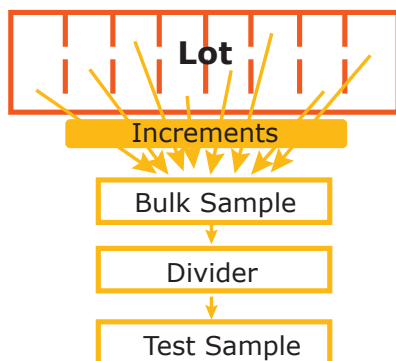 Lot
Increments
Bulk Sample
Divider
Test Sample